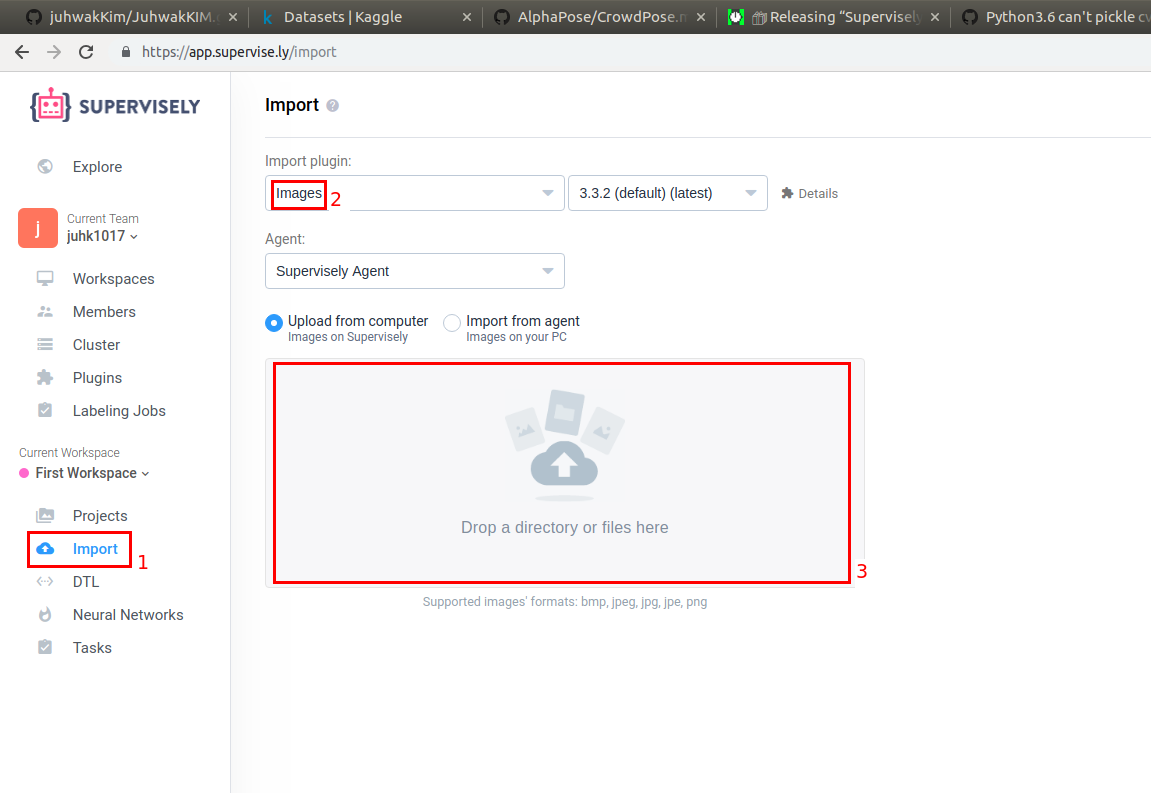 juhwakKim/JuhwakKIM.
Datasets | Kaggle
AlphaPose/CrowdPose.m
Releasing “Supervisely
Python3.6 can't pickle cv
https://app.supervise.ly/import
SUPERVISELY
Explore
j
Current Team
juhk1017
Workspaces
Members
Cluster
Plugins
Labeling Jobs
Current Workspace
First Workspace
Projects
Import
1
DTL
Neural Networks
Tasks
Import ?
Import plugin:
Images
2
3.3.2 (default) (latest)
Details
Agent:
Supervisely Agent
Upload from computer
Images on Supervisely
Import from agent
Images on your PC
Drop a directory or files here
3
Supported images' formats: bmp, jpeg, jpg, jpe, png